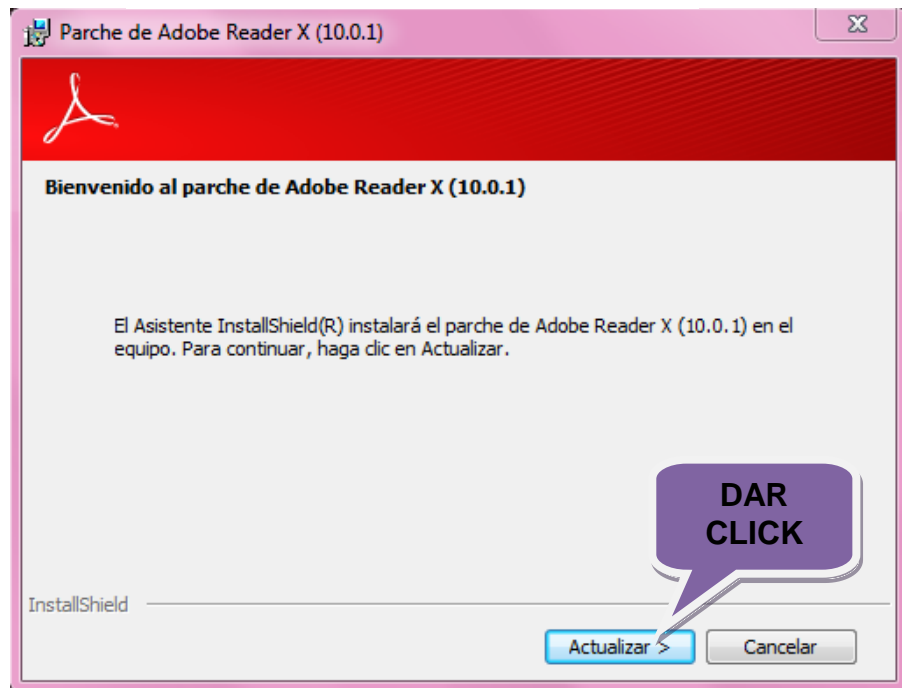 Parche de Adobe Reader X (10.0.1)
Bienvenido al parche de Adobe Reader X (10.0.1)
El Asistente InstallShield(R) instalará el parche de Adobe Reader X (10.0.1) en el
equipo. Para continuar, haga clic en Actualizar.
DAR
CLICK
InstallShield
Actualizar >
Cancelar